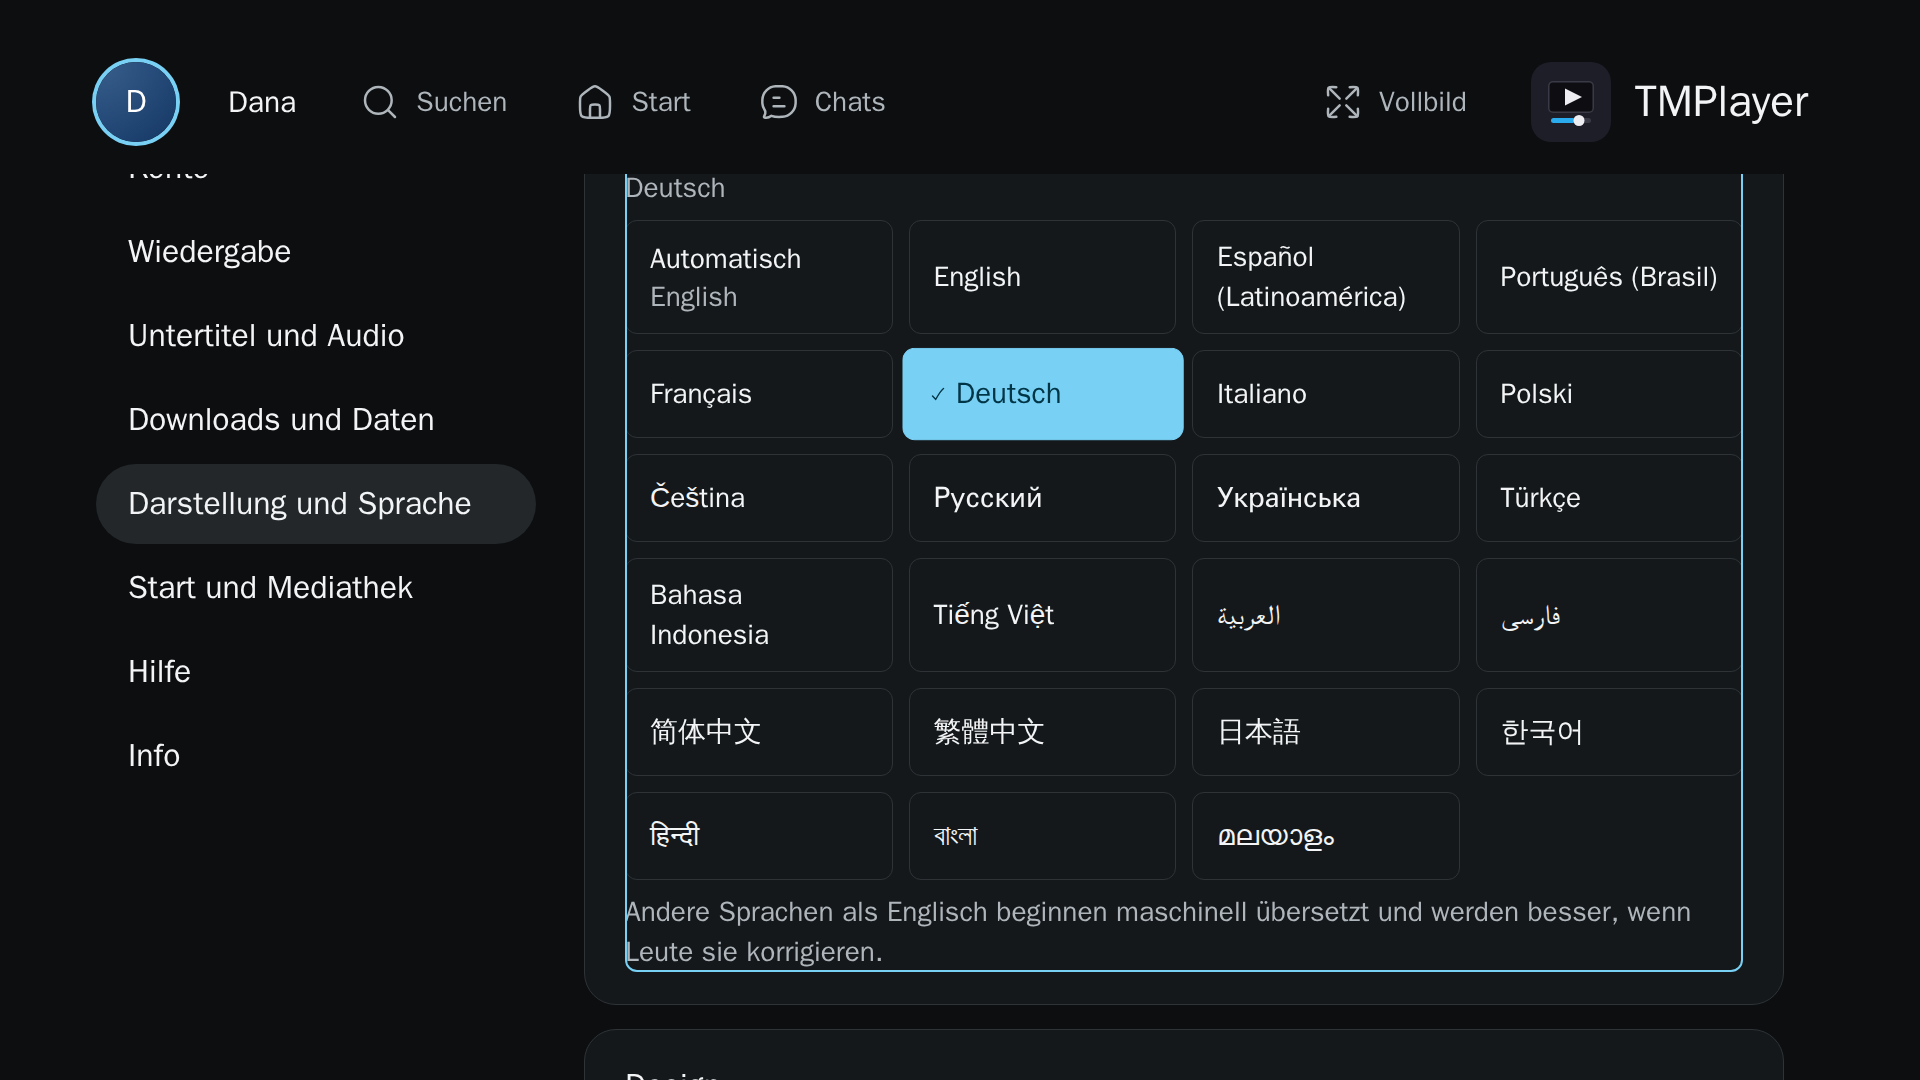 D
Dana
Suchen
Start
Chats
Vollbild
TMPlayer
Wiedergabe
Untertitel und Audio
Downloads und Daten
Darstellung und Sprache
Start und Mediathek
Hilfe
Info
Deutsch
Automatisch
English
English
Español
(Latinoamérica)
Português (Brasil)
Français
✓ Deutsch
Italiano
Polski
Čeština
Русский
Українська
Türkçe
Bahasa
Indonesia
Tiếng Việt
العربية
فارسی
简体中文
繁體中文
日本語
한국어
हिन्दी
বাংলা
മലയാളം
Andere Sprachen als Englisch beginnen maschinell übersetzt und werden besser, wenn
Leute sie korrigieren.